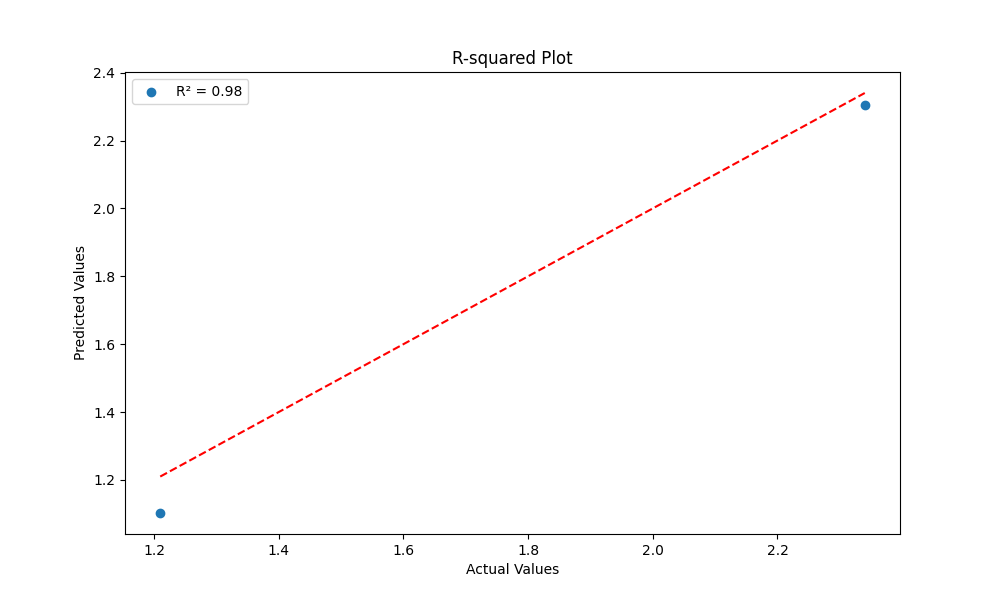 R-squared Plot
R² = 0.98
2.4
2.2
2.0
1.8
1.6
1.4
1.2
Predicted Values
1.2 1.4 1.6 1.8 2.0 2.2
Actual Values